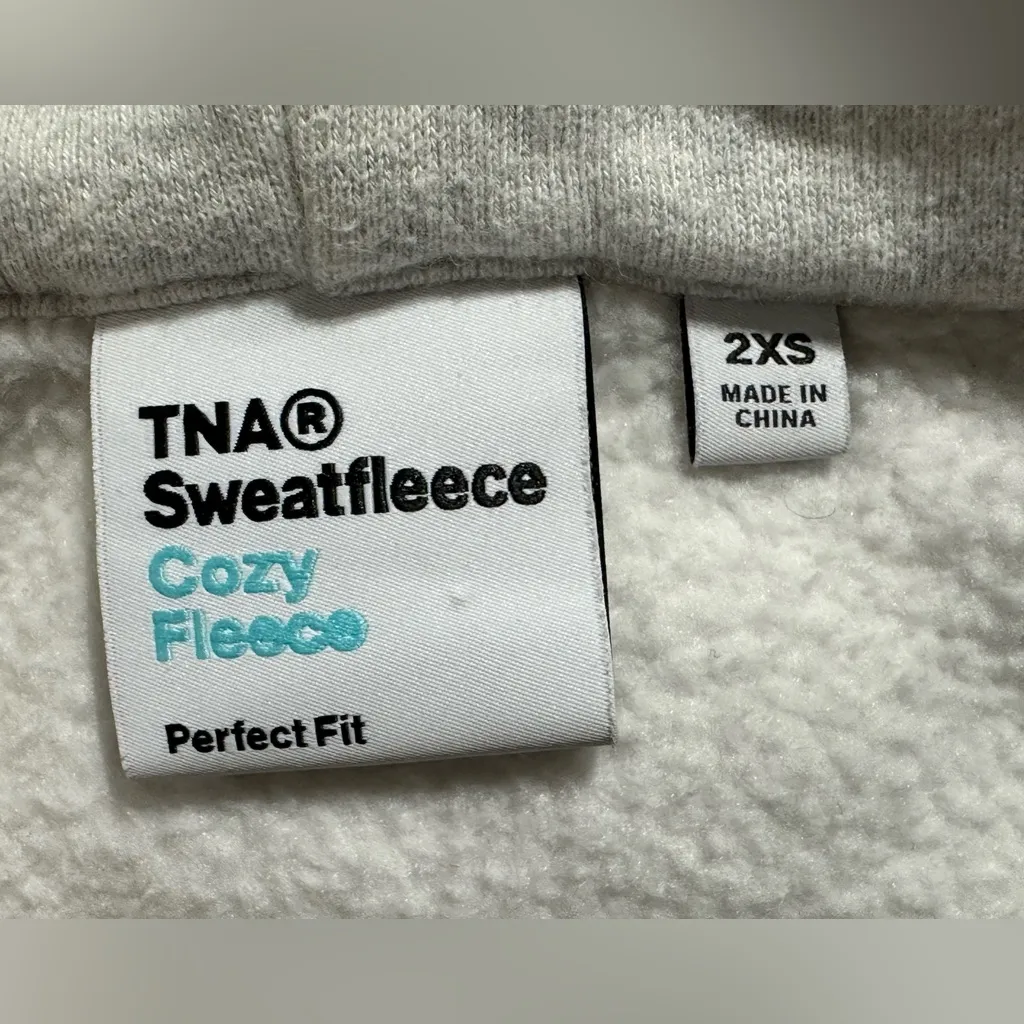 TNA®
Sweatfleece
Cozy
Fleece
Perfect Fit
2XS
MADE IN
CHINA